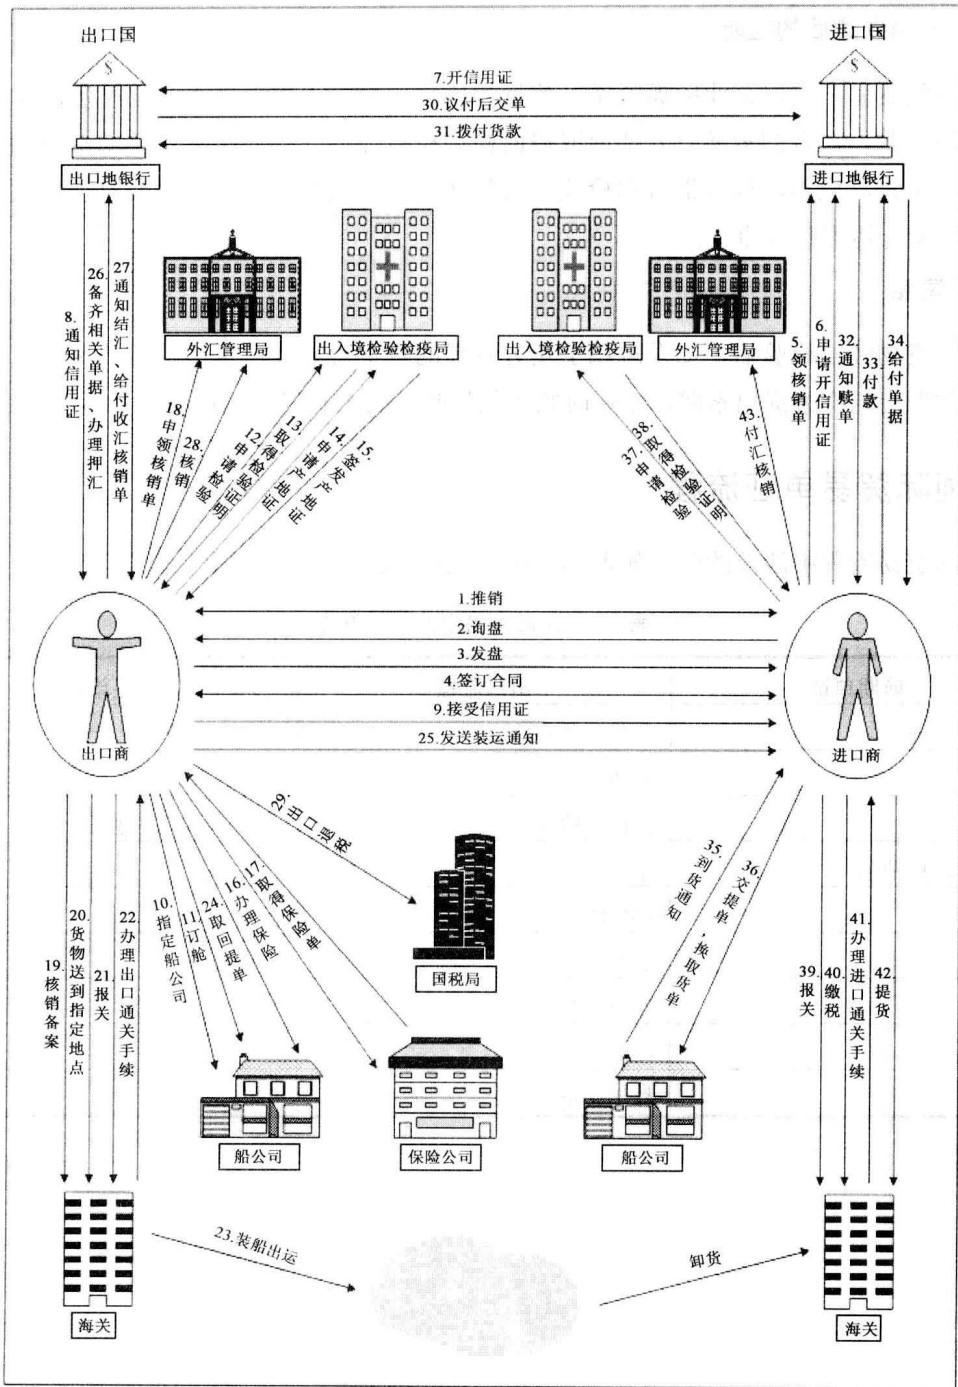 出口国
进口国
$
$
7.开信用证
30.议付后交单
31.拨付货款
出口地银行
进口地银行
外汇管理局
出入境检验检疫局
出入境检验检疫局
外汇管理局
8.通知信用证
26.备齐相关单据、办理押汇
27.通知结汇、给付收汇核销单
18.申领核销单
28.核销
12.申请检验
13.取得检验证明
14.申请产地证
15.签发产地证
37.申请检验
38.取得检验证明
43.付汇核销
5.领核销单
6.申请开信用证
32.通知赎单
33.付款
34.给付单据
1.推销
2.询盘
3.发盘
4.签订合同
9.接受信用证
25.发送装运通知
出口商
进口商
29.出口退税
国税局
19.核销备案
20.货物送到指定地点
21.报关
22.办理出口通关手续
10.指定船公司
11.订舱
24.取回提单
16.办理保险
17.取得保险单
35.到货通知
36.交提单,换取货单
39.报关
40.缴税
41.办理进口通关手续
42.提货
船公司
保险公司
船公司
23.装船出运
卸货
海关
海关